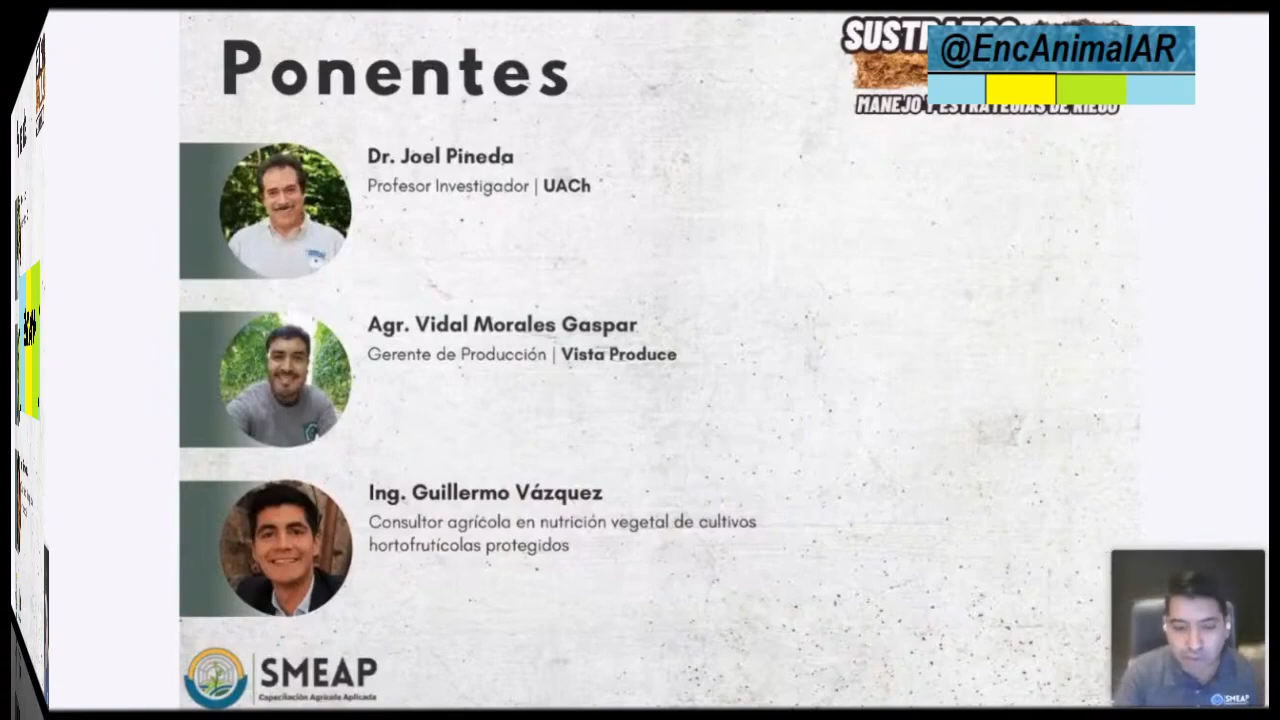 Ponentes
@EncAnimalAR
MANEJO Y ESTRATEGIAS DE RIEGO
Dr. Joel Pineda
Profesor Investigador | UACh
Agr. Vidal Morales Gaspar
Gerente de Producción | Vista Produce
Ing. Guillermo Vázquez
Consultor agrícola en nutrición vegetal de cultivos
hortofrutícolas protegidos
SMEAP
Capacitación Agrícola Aplicada
SMEAP